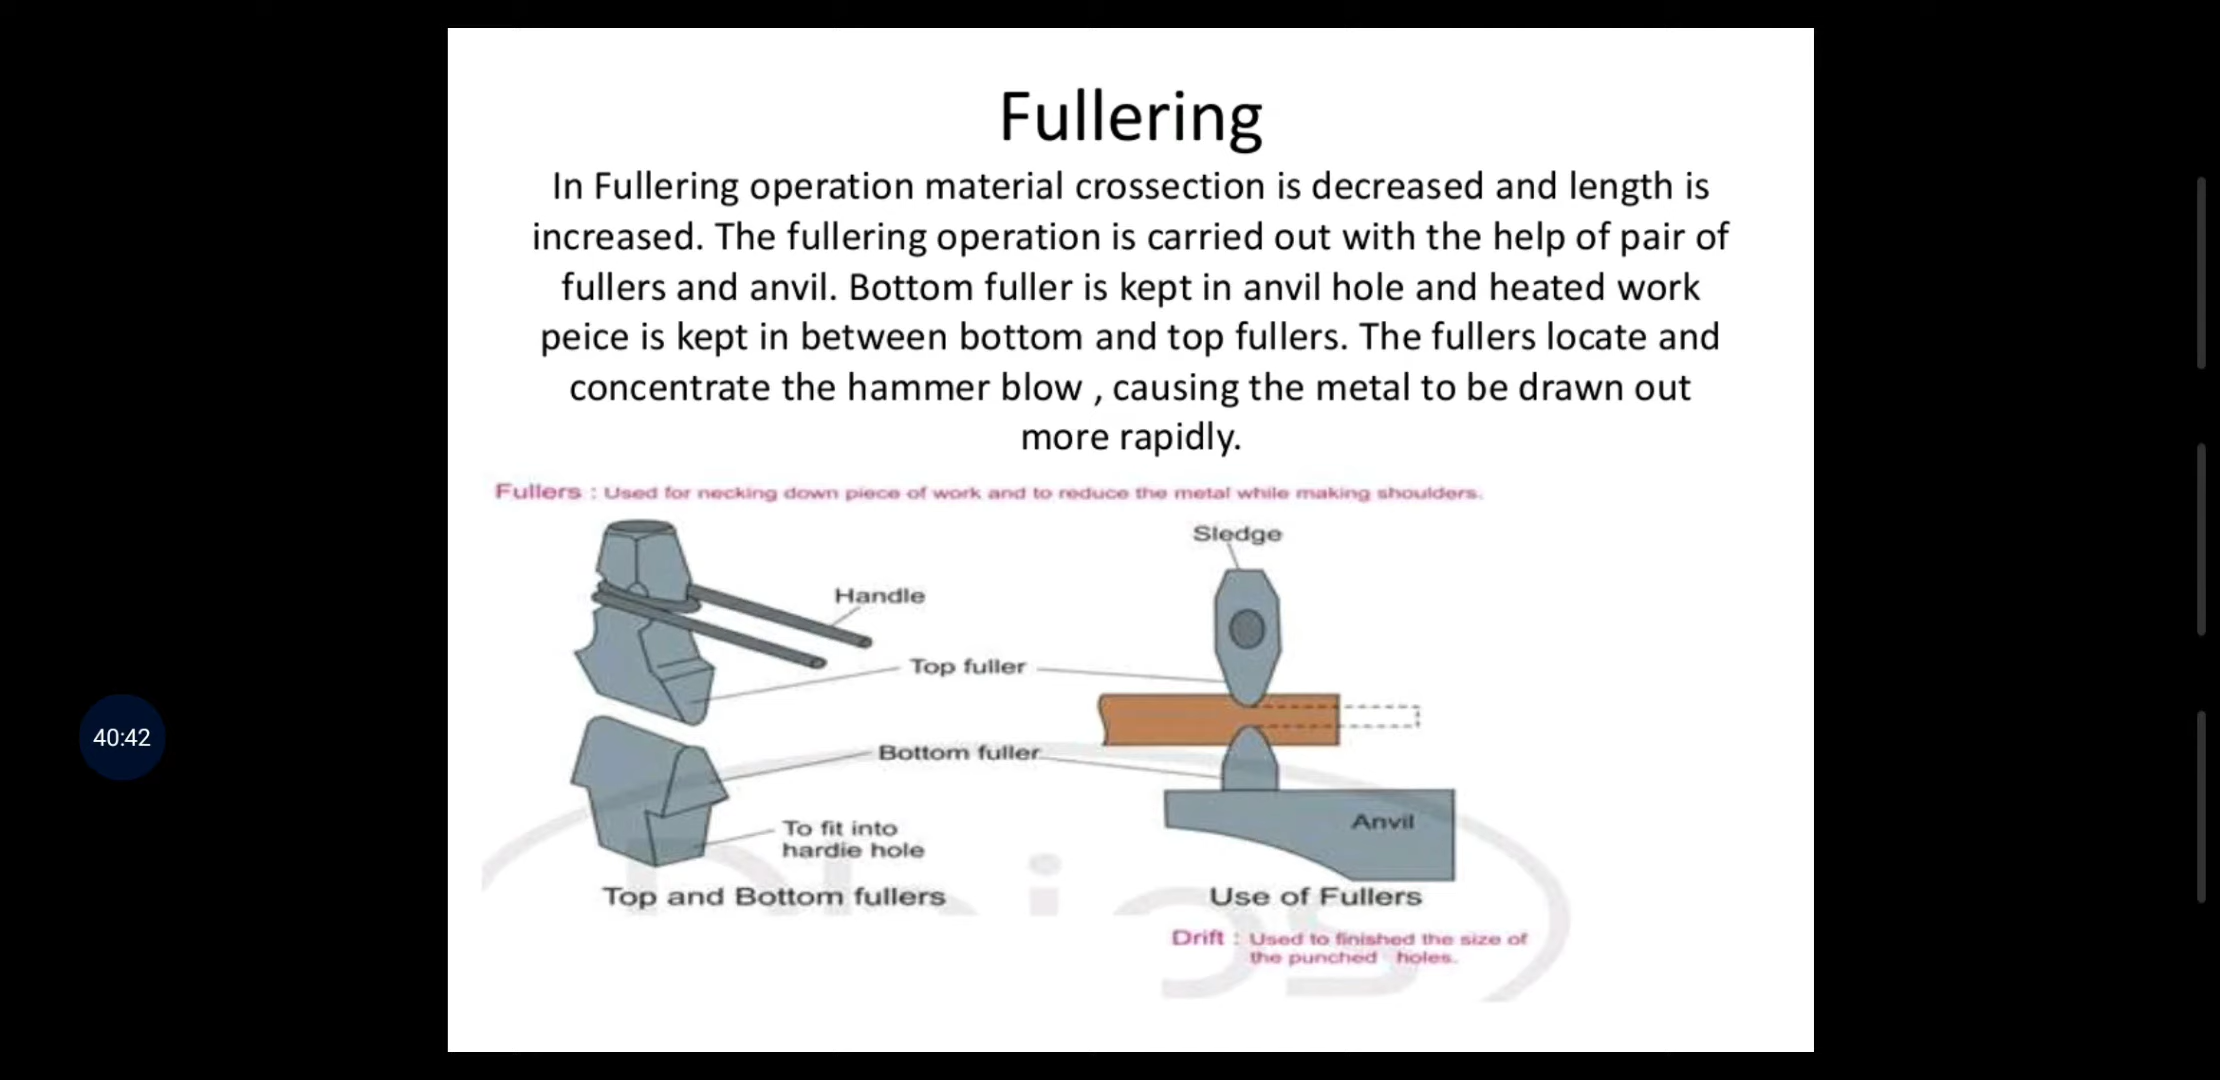 Fullering
In Fullering operation material crossection is decreased and length is
increased. The fullering operation is carried out with the help of pair of
fullers and anvil. Bottom fuller is kept in anvil hole and heated work
peice is kept in between bottom and top fullers. The fullers locate and
concentrate the hammer blow , causing the metal to be drawn out
more rapidly.
Fullers : Used for necking down piece of work and to reduce the metal while making shoulders.
Sledge
Handle
Top fuller
Bottom fuller
40:42
To fit into
hardie hole
Anvil
Top and Bottom fullers
Use of Fullers
Drift : Used to finished the size of
the punched holes.